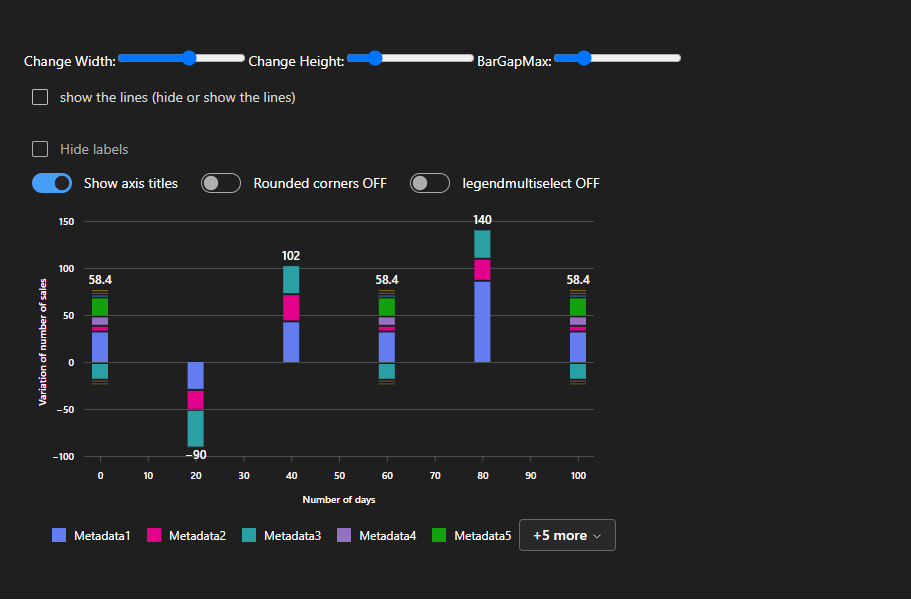 Change Width: Change Height: BarGapMax:
show the lines (hide or show the lines)
Hide labels
Show axis titles Rounded corners OFF legendmultiselect OFF
150
100
50
0
−50
−100
Variation of number of sales
58.4
−90
102
58.4
140
58.4
0 10 20 30 40 50 60 70 80 90 100
Number of days
Metadata1 Metadata2 Metadata3 Metadata4 Metadata5 +5 more